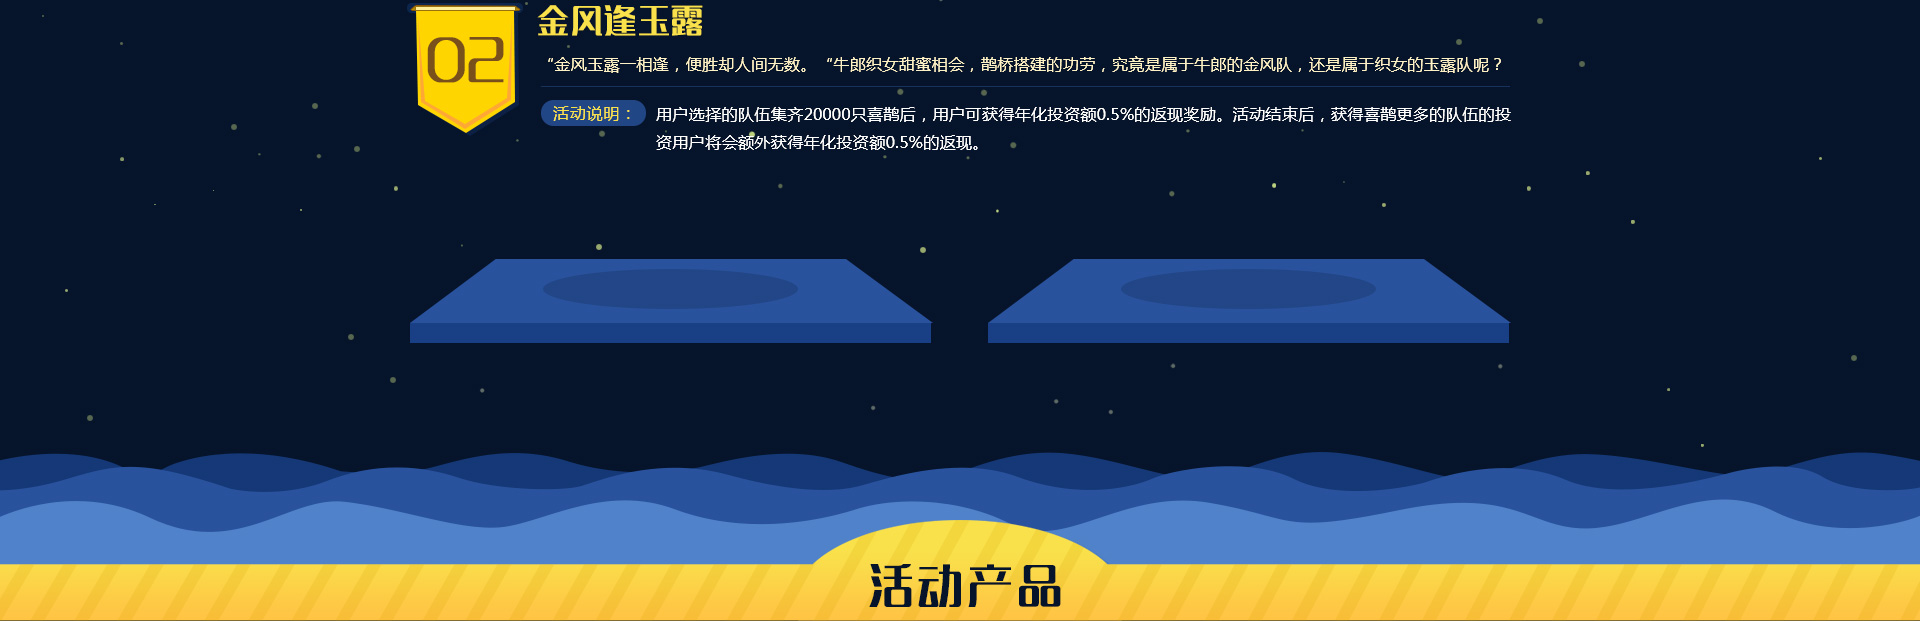 02
金风逢玉露
“金风玉露一相逢，便胜却人间无数。“牛郎织女甜蜜相会，鹊桥搭建的功劳，究竟是属于牛郎的金风队，还是属于织女的玉露队呢？
活动说明：
用户选择的队伍集齐20000只喜鹊后，用户可获得年化投资额0.5%的返现奖励。活动结束后，获得喜鹊更多的队伍的投
资用户将会额外获得年化投资额0.5%的返现。
活动产品